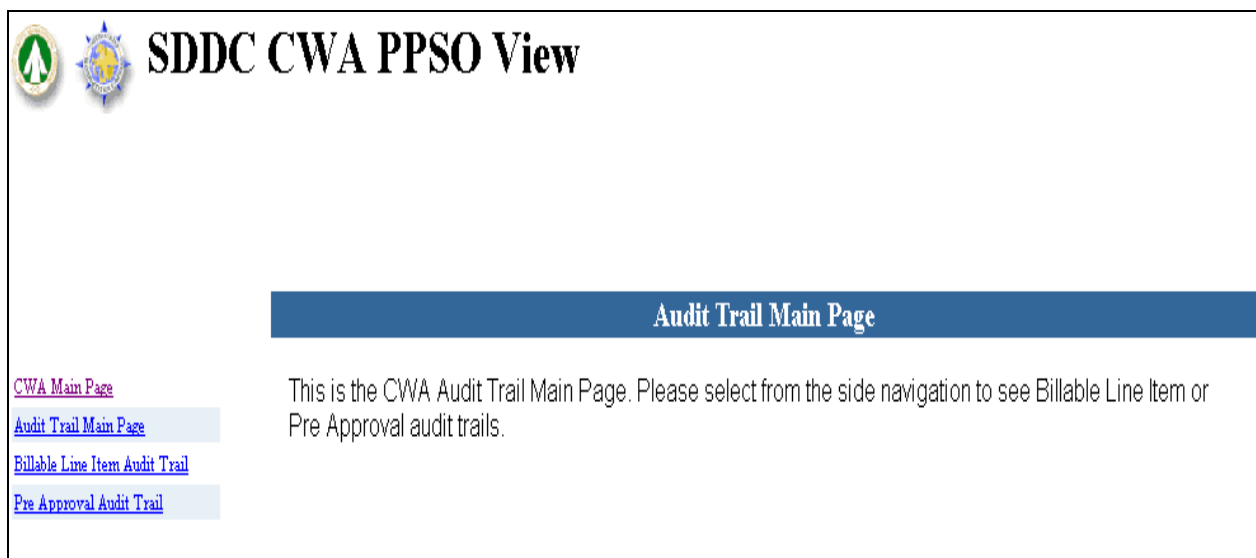 SDDC CWA PPSO View
Audit Trail Main Page
CWA Main Page
Audit Trail Main Page
Billable Line Item Audit Trail
Pre Approval Audit Trail
This is the CWA Audit Trail Main Page. Please select from the side navigation to see Billable Line Item or
Pre Approval audit trails.